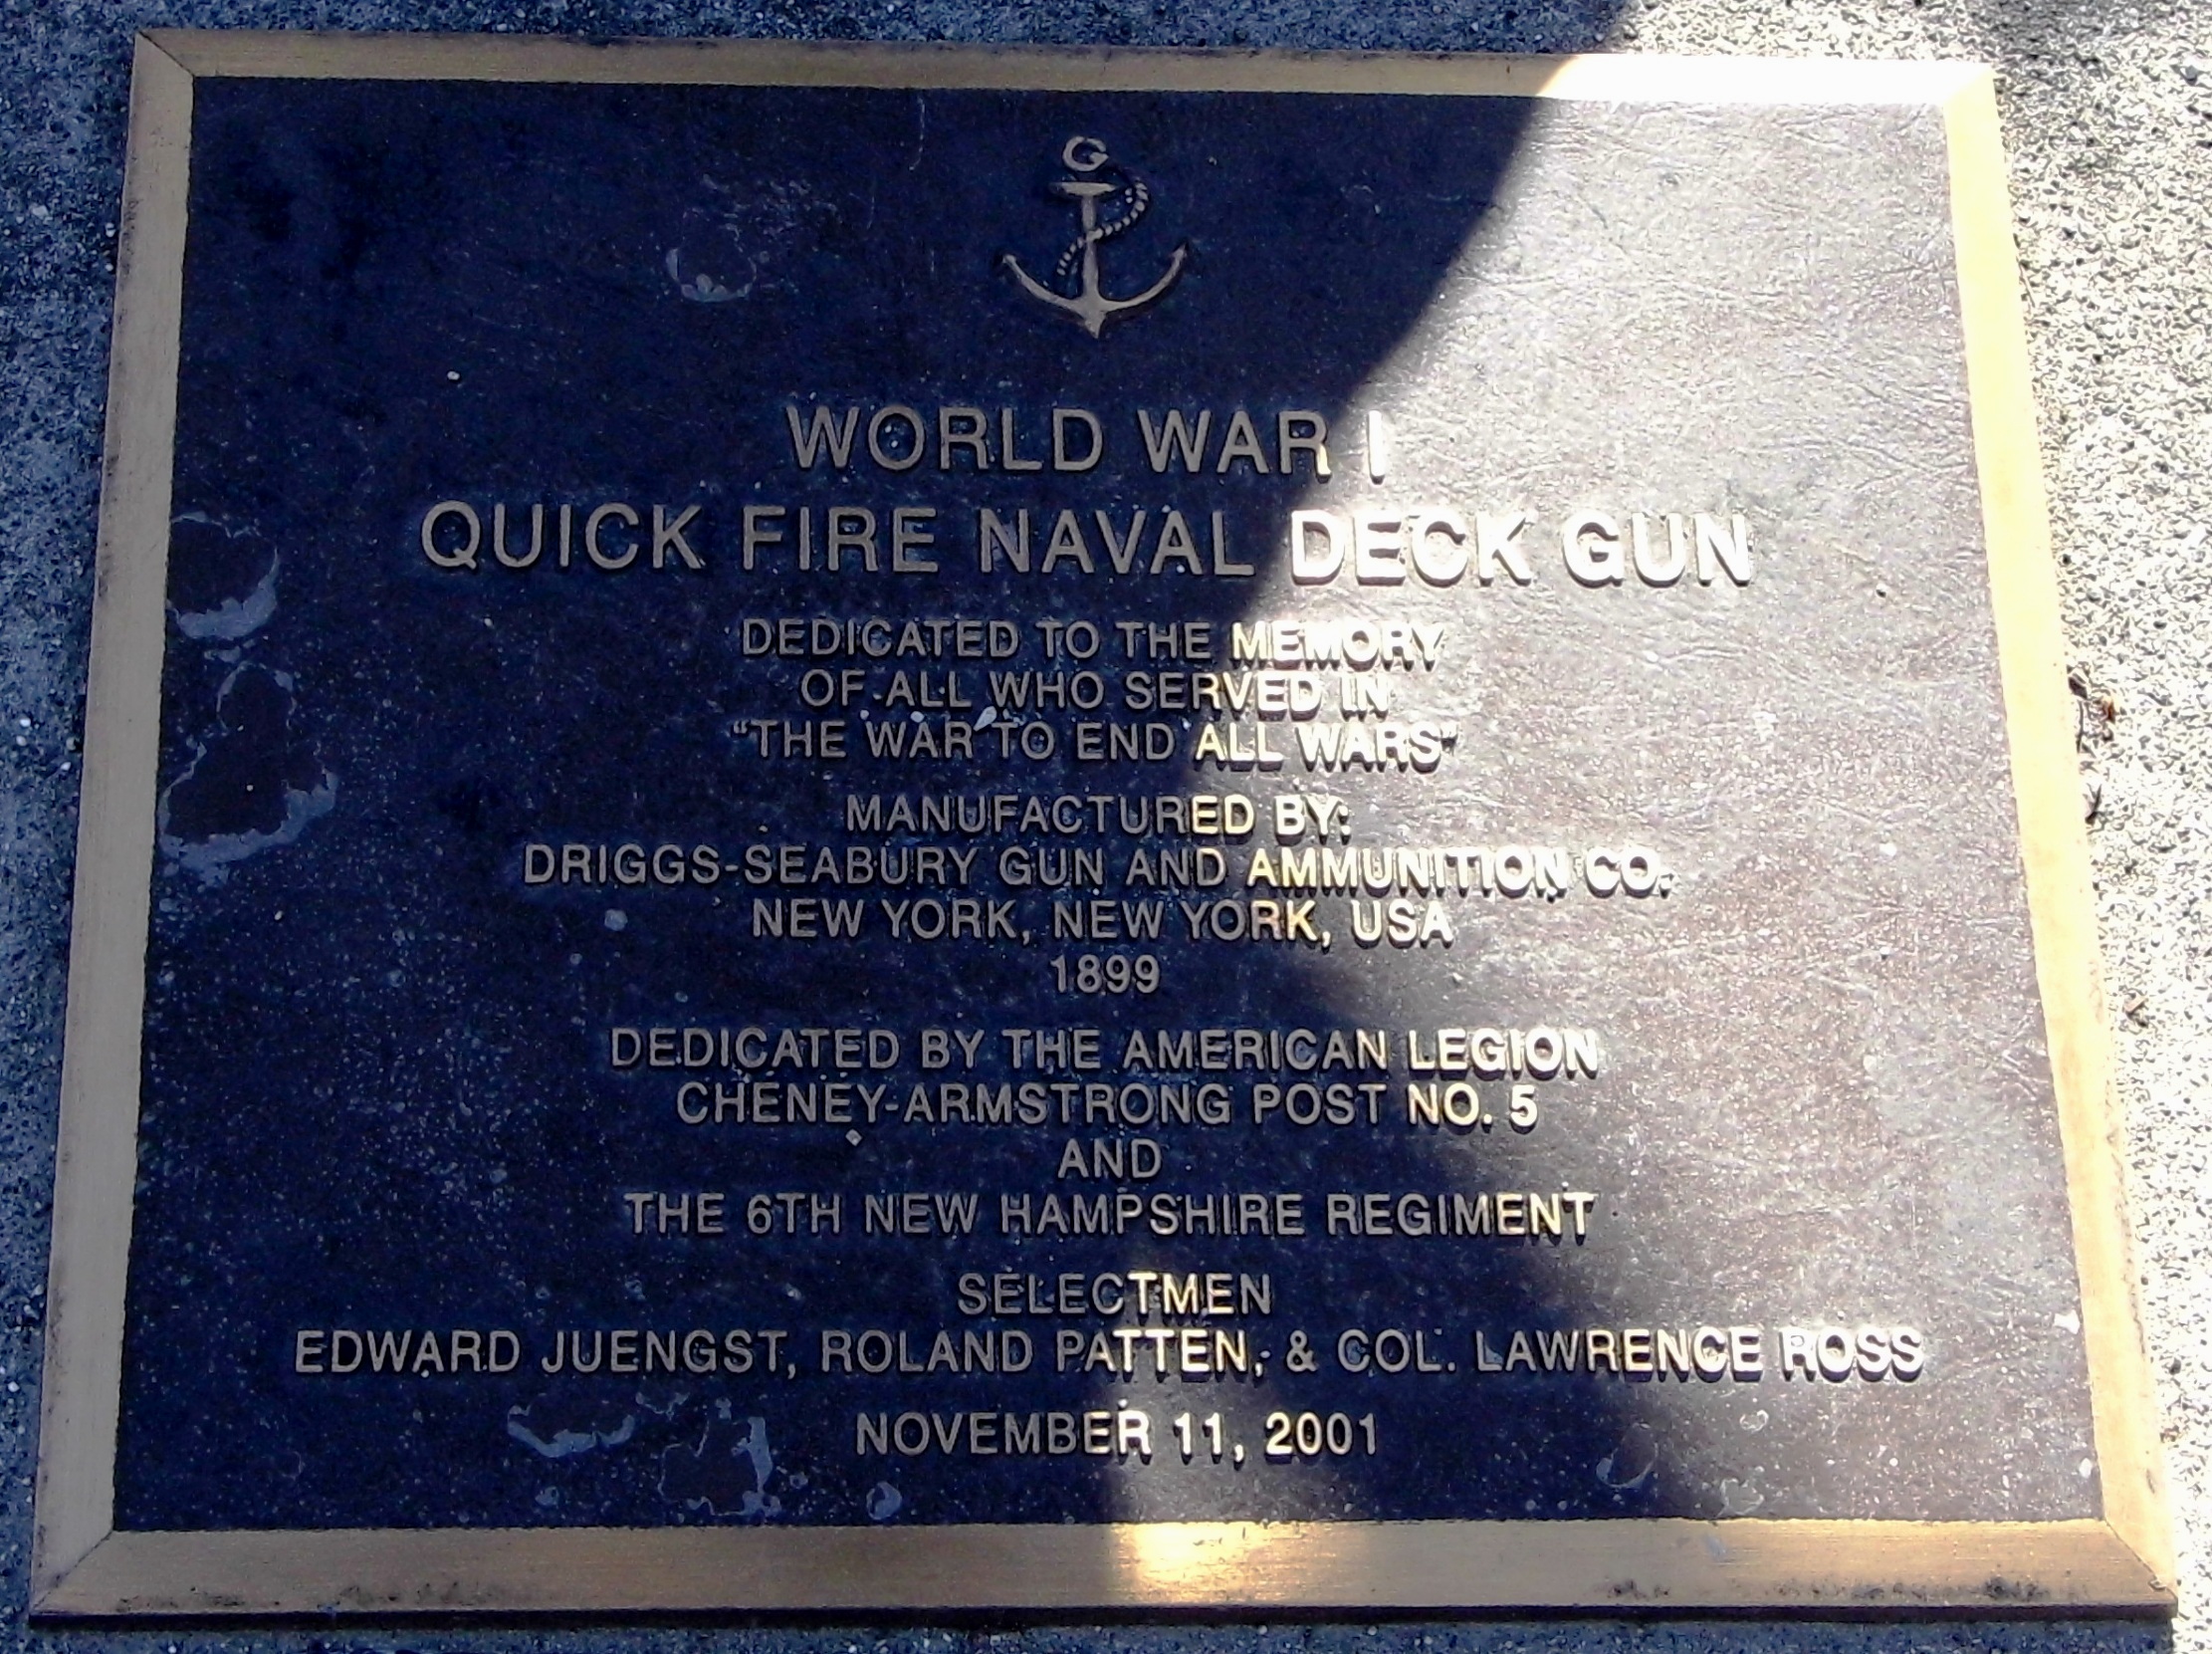 WORLD WAR I
QUICK FIRE NAVAL DECK GUN
DEDICATED TO THE MEMORY
OF ALL WHO SERVED IN
“THE WAR TO END ALL WARS”
MANUFACTURED BY:
DRIGGS-SEABURY GUN AND AMMUNITION CO.
NEW YORK, NEW YORK, USA
1899
DEDICATED BY THE AMERICAN LEGION
CHENEY-ARMSTRONG POST NO. 5
AND
THE 6TH NEW HAMPSHIRE REGIMENT
SELECTMEN
EDWARD JUENGST, ROLAND PATTEN, & COL. LAWRENCE ROSS
NOVEMBER 11, 2001